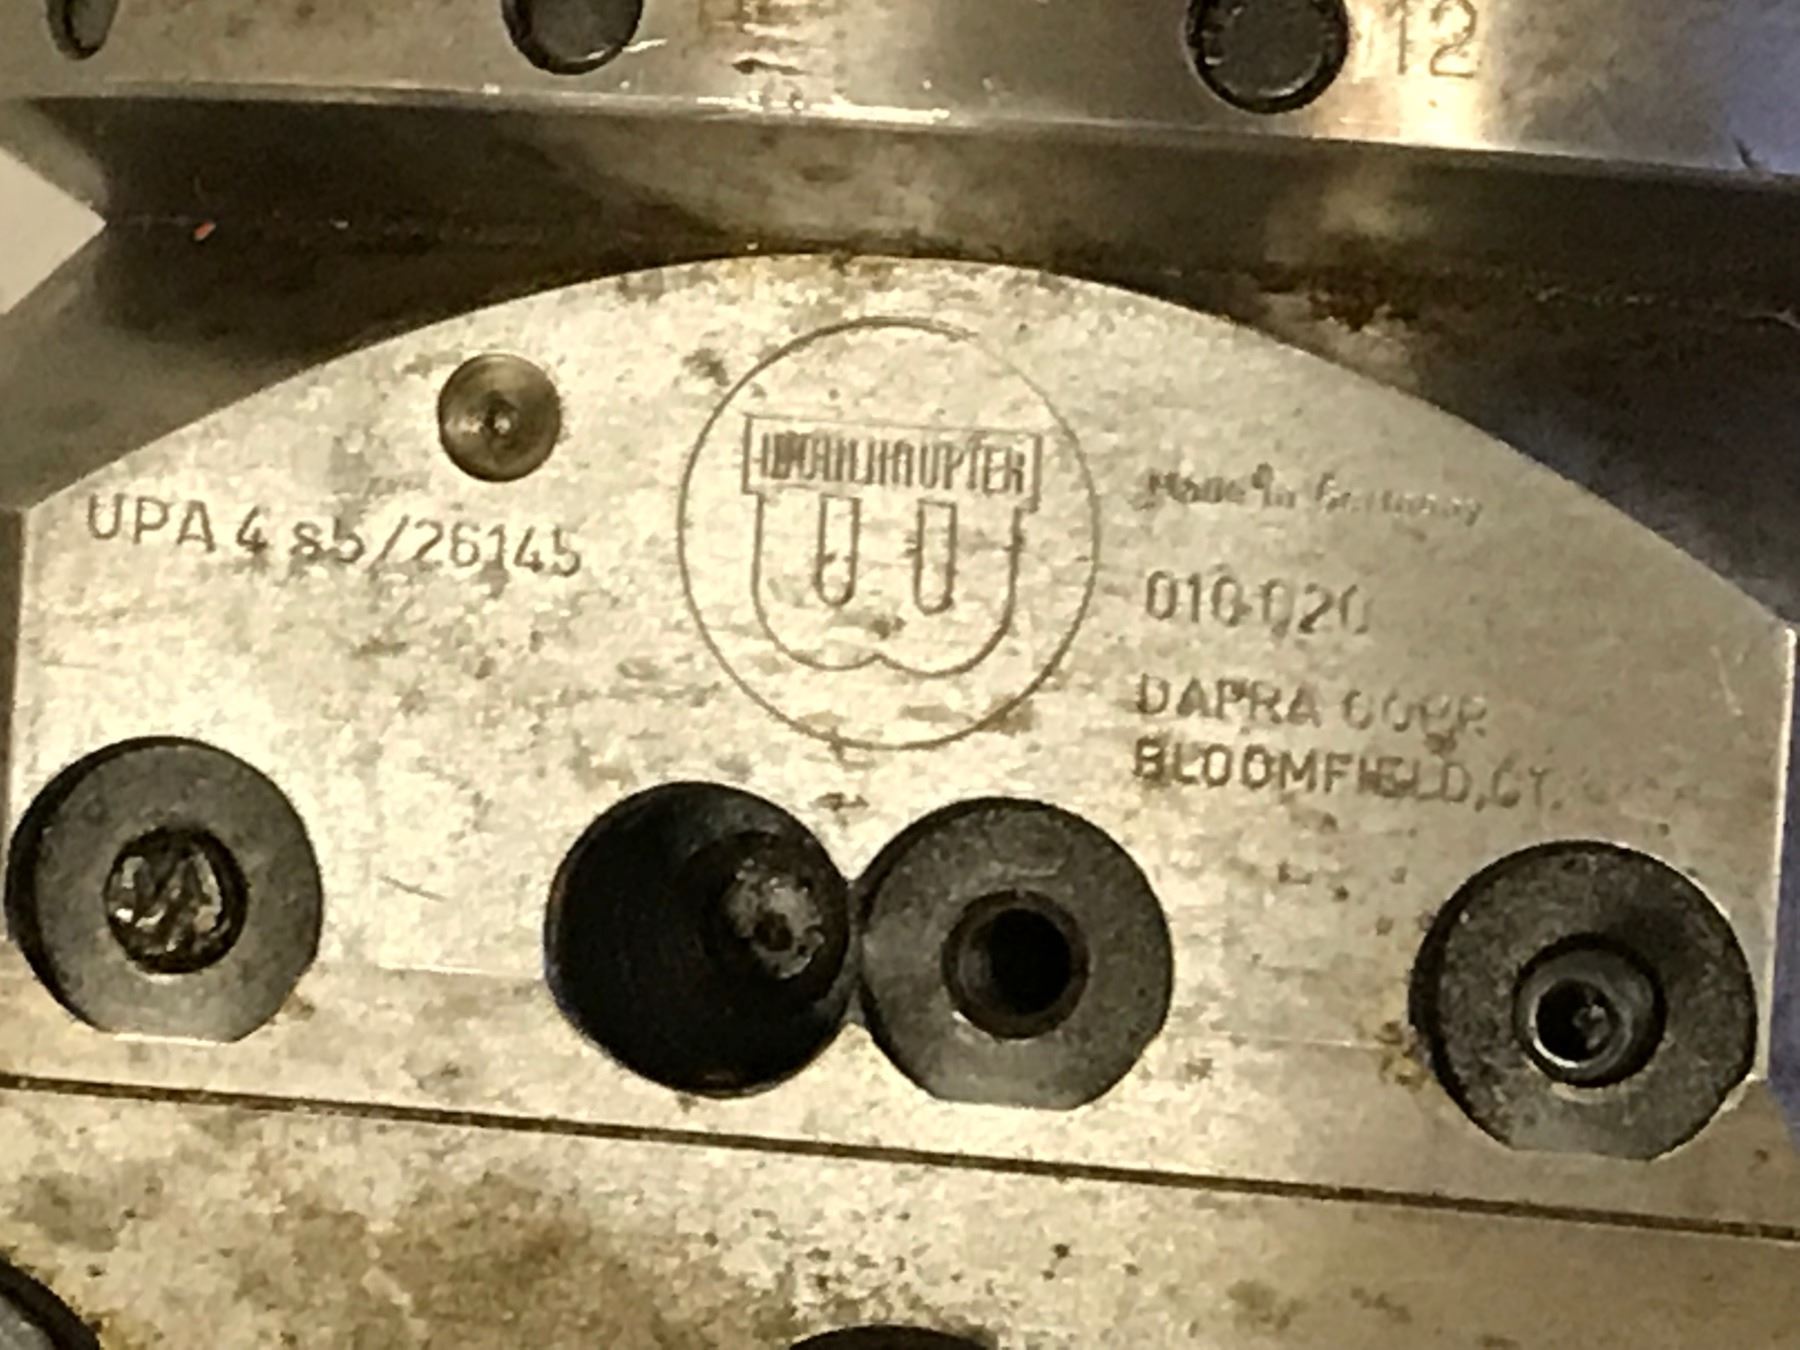 12
WOHLHAUPTER
UPA 4 s5/26145
Made in Germany
010020
DAPRA CORP.
BLOOMFIELD, CT.